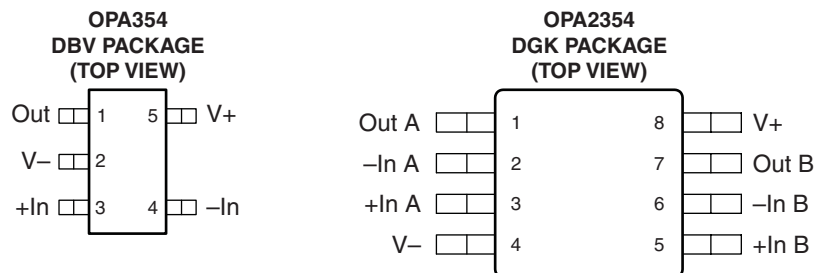 OPA354
DBV PACKAGE
(TOP VIEW)
Out 1 5 V+
V– 2
+In 3 4 –In
OPA2354
DGK PACKAGE
(TOP VIEW)
Out A 1 8 V+
–In A 2 7 Out B
+In A 3 6 –In B
V– 4 5 +In B